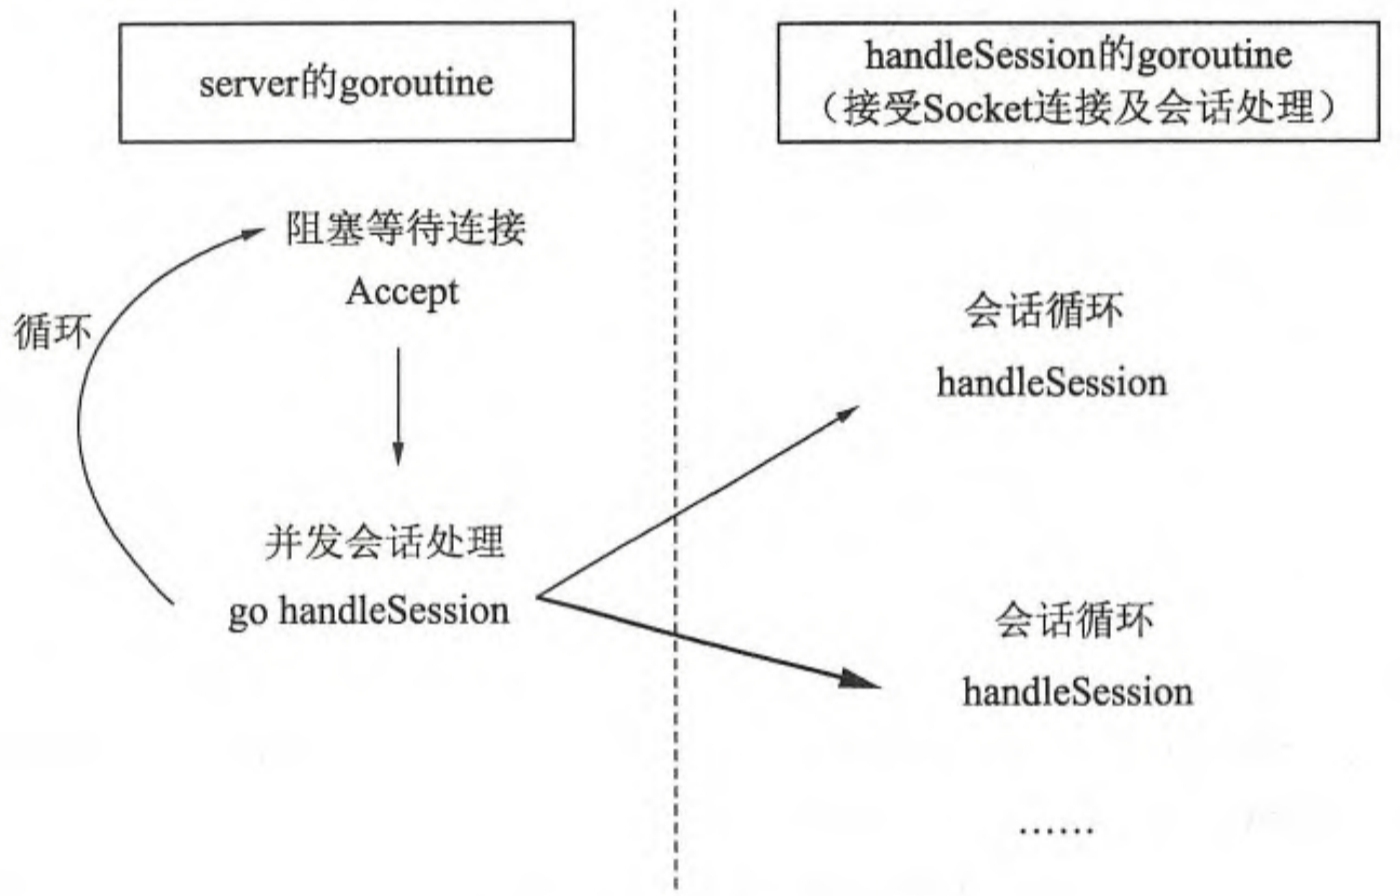 server的goroutine
handleSession的goroutine
（接受Socket连接及会话处理）
阻塞等待连接
Accept
循环
并发会话处理
go handleSession
会话循环
handleSession
会话循环
handleSession
……